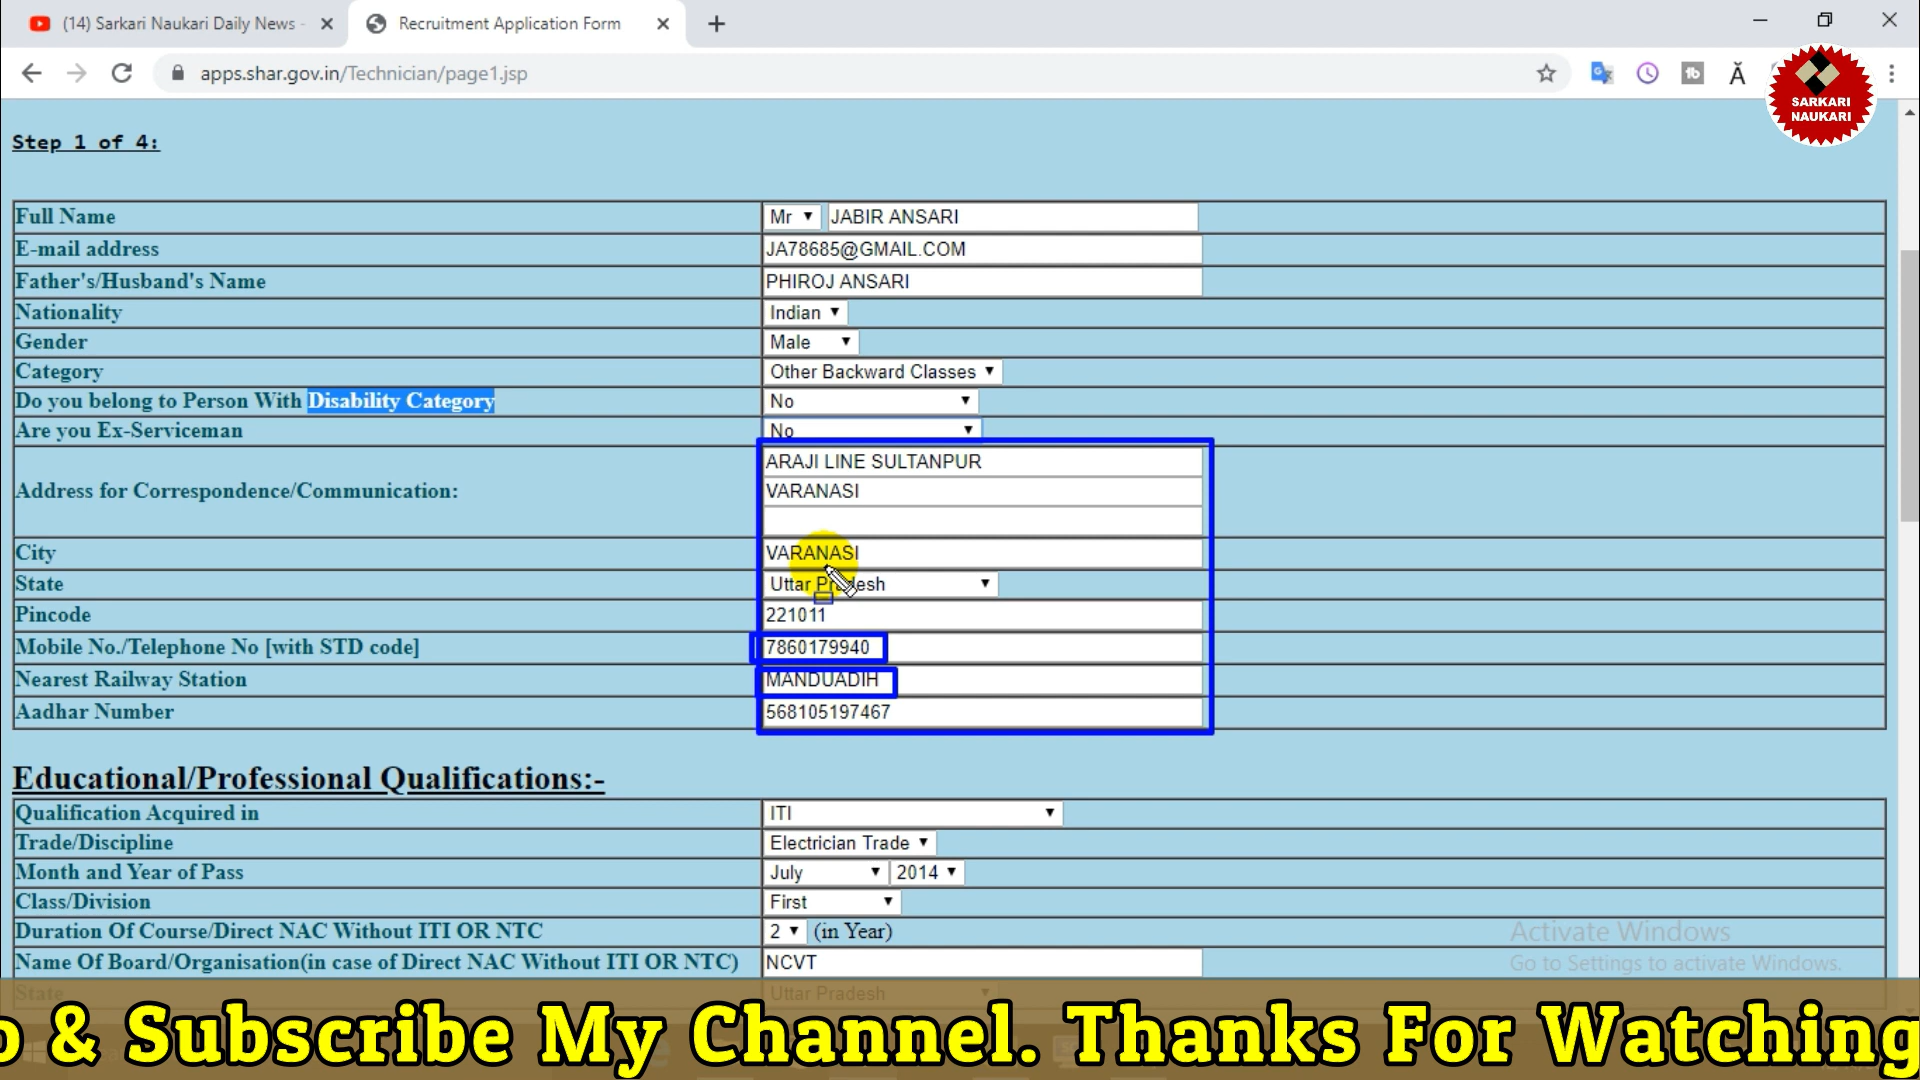 (14) Sarkari Naukari Daily News -
Recruitment Application Form
apps.shar.gov.in/Technician/page1.jsp
SARKARI
NAUKARI
Step 1 of 4:
Full Name Mr JABIR ANSARI
E-mail address JA78685@GMAIL.COM
Father's/Husband's Name PHIROJ ANSARI
Nationality Indian
Gender Male
Category Other Backward Classes
Do you belong to Person With Disability Category No
Are you Ex-Serviceman No
Address for Correspondence/Communication: ARAJI LINE SULTANPUR
VARANASI
City VARANASI
State Uttar Pradesh
Pincode 221011
Mobile No./Telephone No [with STD code] 7860179940
Nearest Railway Station MANDUADIH
Aadhar Number 568105197467
Educational/Professional Qualifications:-
Qualification Acquired in ITI
Trade/Discipline Electrician Trade
Month and Year of Pass July 2014
Class/Division First
Duration Of Course/Direct NAC Without ITI OR NTC 2 (in Year)
Name Of Board/Organisation(in case of Direct NAC Without ITI OR NTC) NCVT
State Uttar Pradesh
Activate Windows
Go to Settings to activate Windows.
& Subscribe My Channel. Thanks For Watching